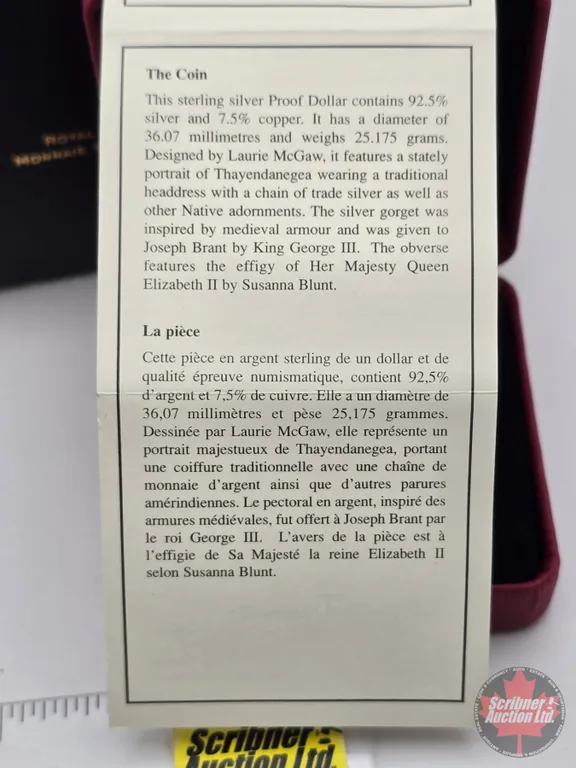 ROYAL
MONNAIE
The Coin
This sterling silver Proof Dollar contains 92.5%
silver and 7.5% copper. It has a diameter of
36.07 millimetres and weighs 25.175 grams.
Designed by Laurie McGaw, it features a stately
portrait of Thayendanegea wearing a traditional
headdress with a chain of trade silver as well as
other Native adornments. The silver gorget was
inspired by medieval armour and was given to
Joseph Brant by King George III. The obverse
features the effigy of Her Majesty Queen
Elizabeth II by Susanna Blunt.
La pièce
Cette pièce en argent sterling de un dollar et de
qualité épreuve numismatique, contient 92,5%
d'argent et 7,5% de cuivre. Elle a un diamètre de
36,07 millimètres et pèse 25,175 grammes.
Dessinée par Laurie McGaw, elle représente un
portrait majestueux de Thayendanegea, portant
une coiffure traditionnelle avec une chaîne de
monnaie d'argent ainsi que d'autres parures
amérindiennes. Le pectoral en argent, inspiré des
armures médiévales, fut offert à Joseph Brant par
le roi George III. L'avers de la pièce est à
l'effigie de Sa Majesté la reine Elizabeth II
selon Susanna Blunt.
Scribner
Auction Ltd.
Scribner
Auction Ltd.